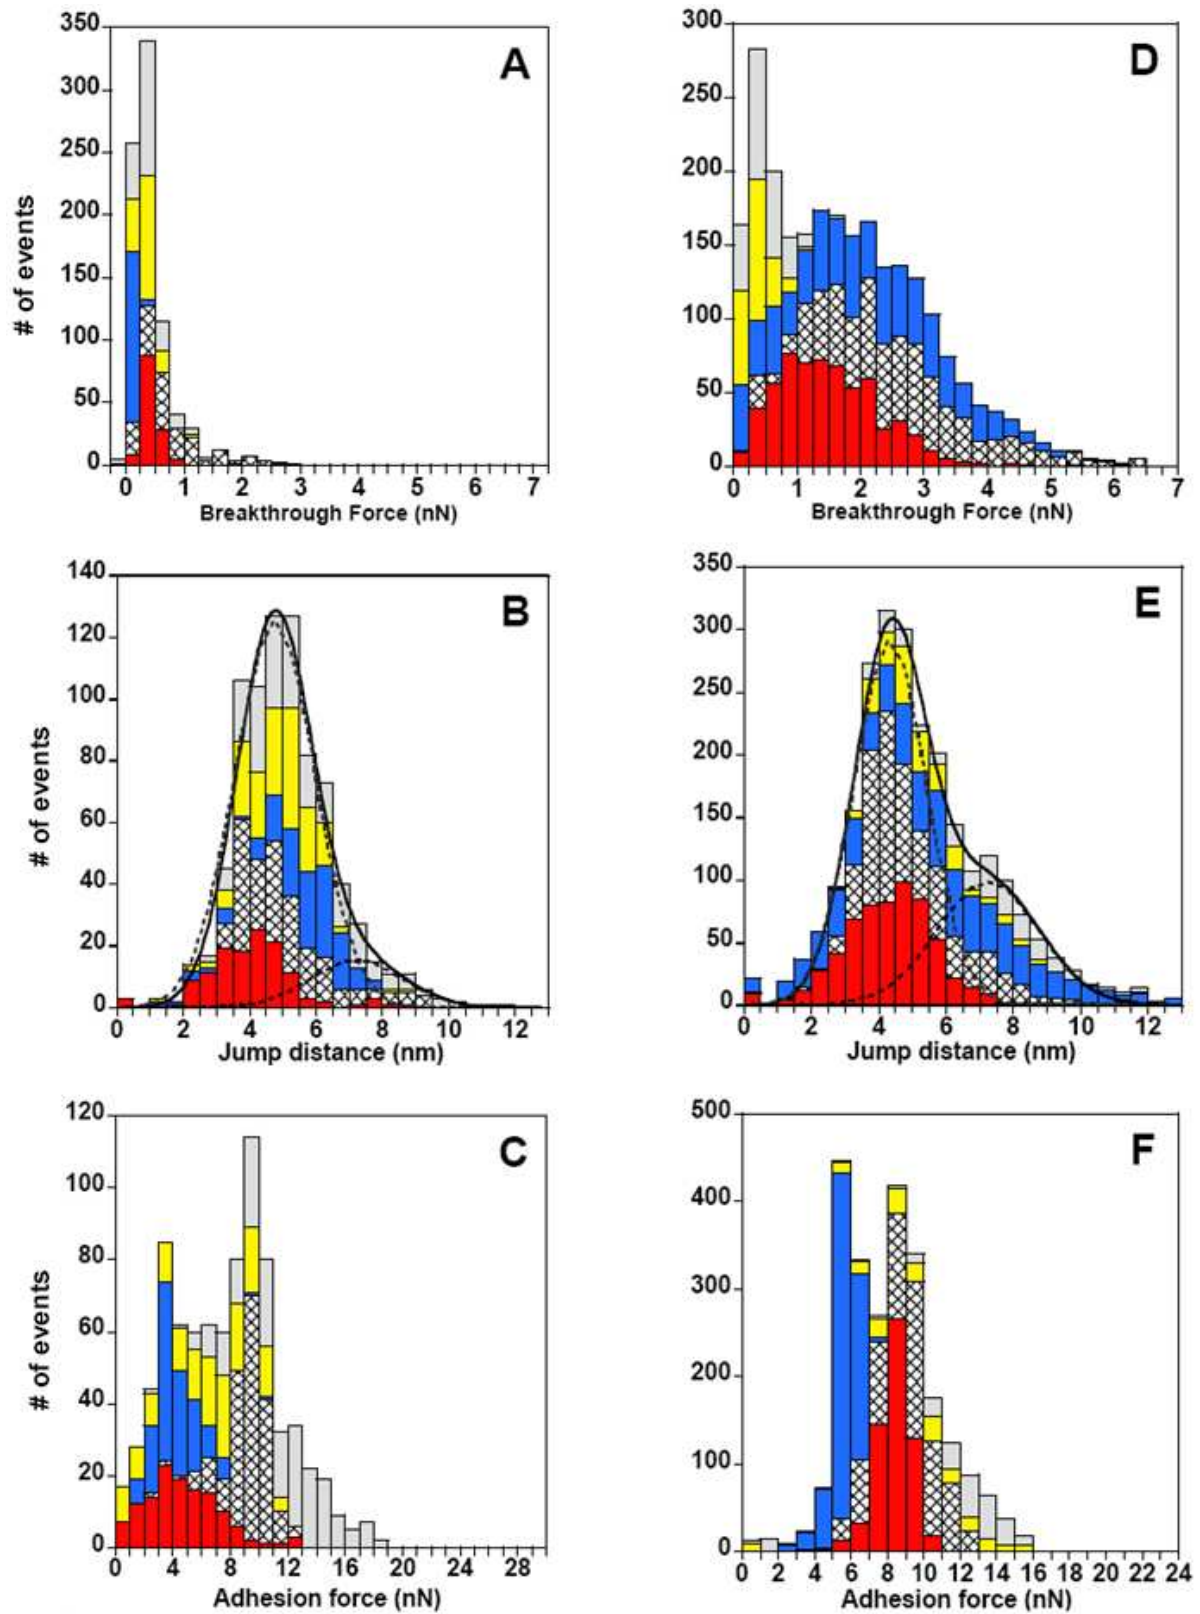 A
# of events
350
300
250
200
150
100
50
0
0 1 2 3 4 5 6 7
Breakthrough Force (nN)
D
300
250
200
150
100
50
0
0 1 2 3 4 5 6 7
Breakthrough Force (nN)
B
# of events
140
120
100
80
60
40
20
0
0 2 4 6 8 10 12
Jump distance (nm)
E
350
300
250
200
150
100
50
0
0 2 4 6 8 10 12
Jump distance (nm)
C
# of events
120
100
80
60
40
20
0
0 4 8 12 16 20 24 28
Adhesion force (nN)
F
500
400
300
200
100
0
0 2 4 6 8 10 12 14 16 18 20 22 24
Adhesion force (nN)